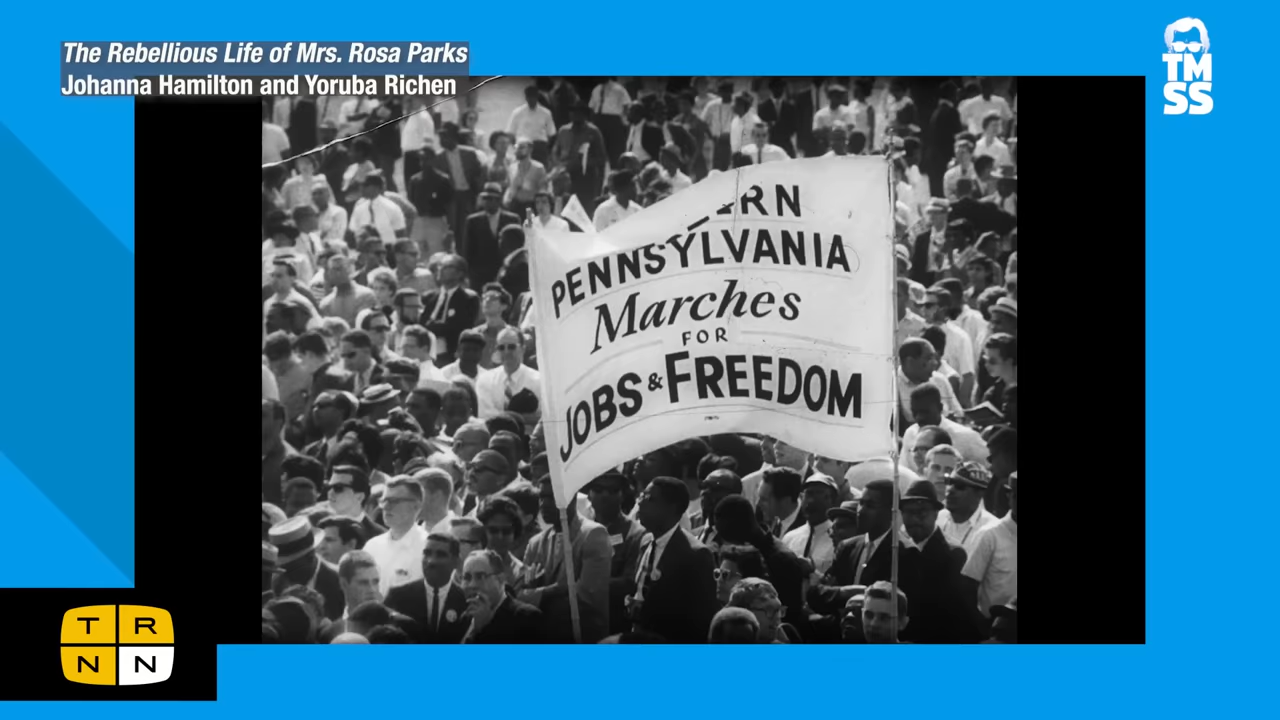 The Rebellious Life of Mrs. Rosa Parks
Johanna Hamilton and Yoruba Richen
TM
SS
PENNSYLVANIA
Marches
FOR
JOBS & FREEDOM
T R
N N